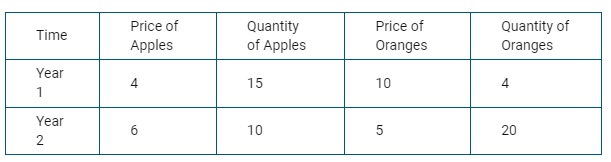 Time
Price of
Apples
Quantity
of Apples
Price of
Oranges
Quantity of
Oranges
Year
1
4
15
10
4
Year
2
6
10
5
20